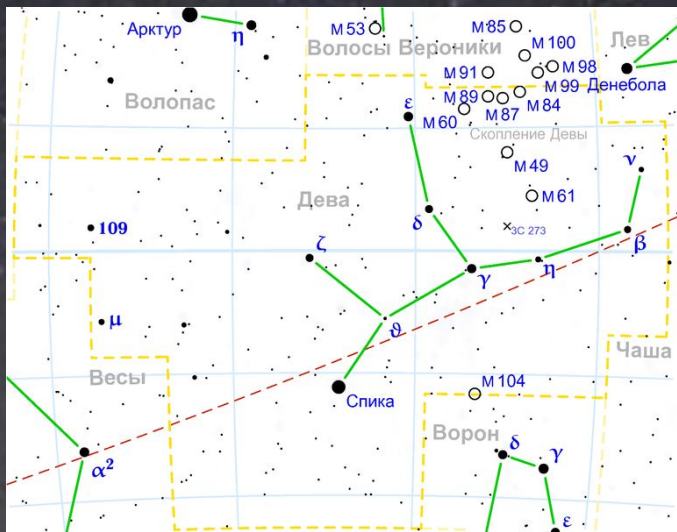 Арктур
η
М 53
М 85
Волосы Вероники
М 100
Лев
М 91
М 98
М 99
Денебола
Волопас
ε
М 89
М 87
М 84
М 60
Скопление Девы
М 49
ν
Дева
М 61
109
δ
3C 273
β
ζ
γ
η
μ
ϑ
Чаша
Весы
Спика
М 104
Ворон
α²
δ
γ
ε